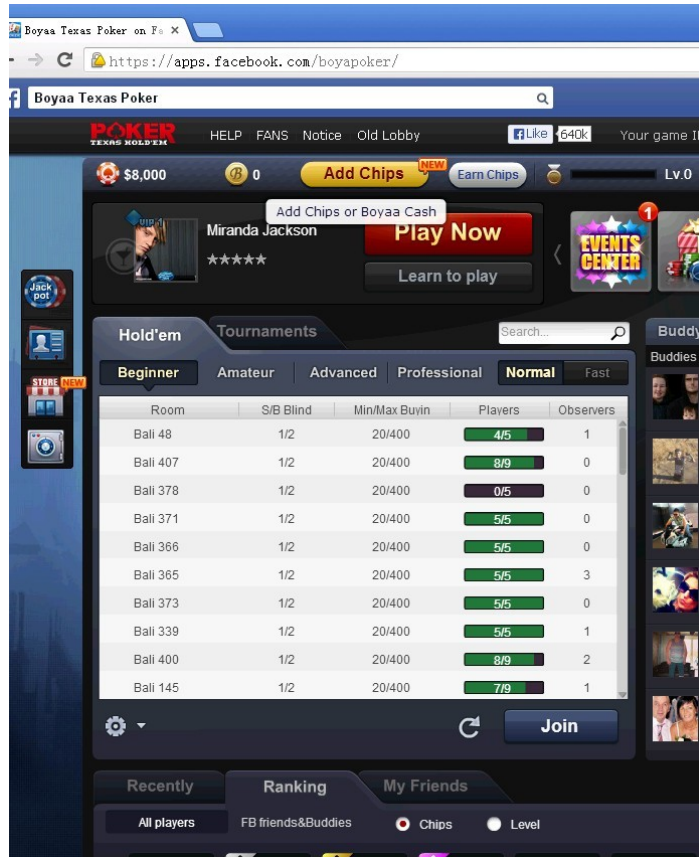 Boyaa Texas Poker on Fa
https://apps.facebook.com/boyapoker/
Boyaa Texas Poker
POKER
TEXAS HOLD'EM
HELP FANS Notice Old Lobby Like 640k Your game I
$8,000 B 0 Add Chips NEW Earn Chips Lv.0
Add Chips or Boyaa Cash
VIP 1
Miranda Jackson
Play Now
Learn to play
EVENTS
CENTER
1
Jack
pot
STORE NEW
Hold'em Tournaments Search... Buddy
Buddies
Beginner Amateur Advanced Professional Normal Fast
Room S/B Blind Min/Max Buyin Players Observers
Bali 48 1/2 20/400 4/5 1
Bali 407 1/2 20/400 8/9 0
Bali 378 1/2 20/400 0/5 0
Bali 371 1/2 20/400 5/5 0
Bali 366 1/2 20/400 5/5 0
Bali 365 1/2 20/400 5/5 3
Bali 373 1/2 20/400 5/5 0
Bali 339 1/2 20/400 5/5 1
Bali 400 1/2 20/400 8/9 2
Bali 145 1/2 20/400 7/9 1
Join
Recently Ranking My Friends
All players FB friends&Buddies Chips Level